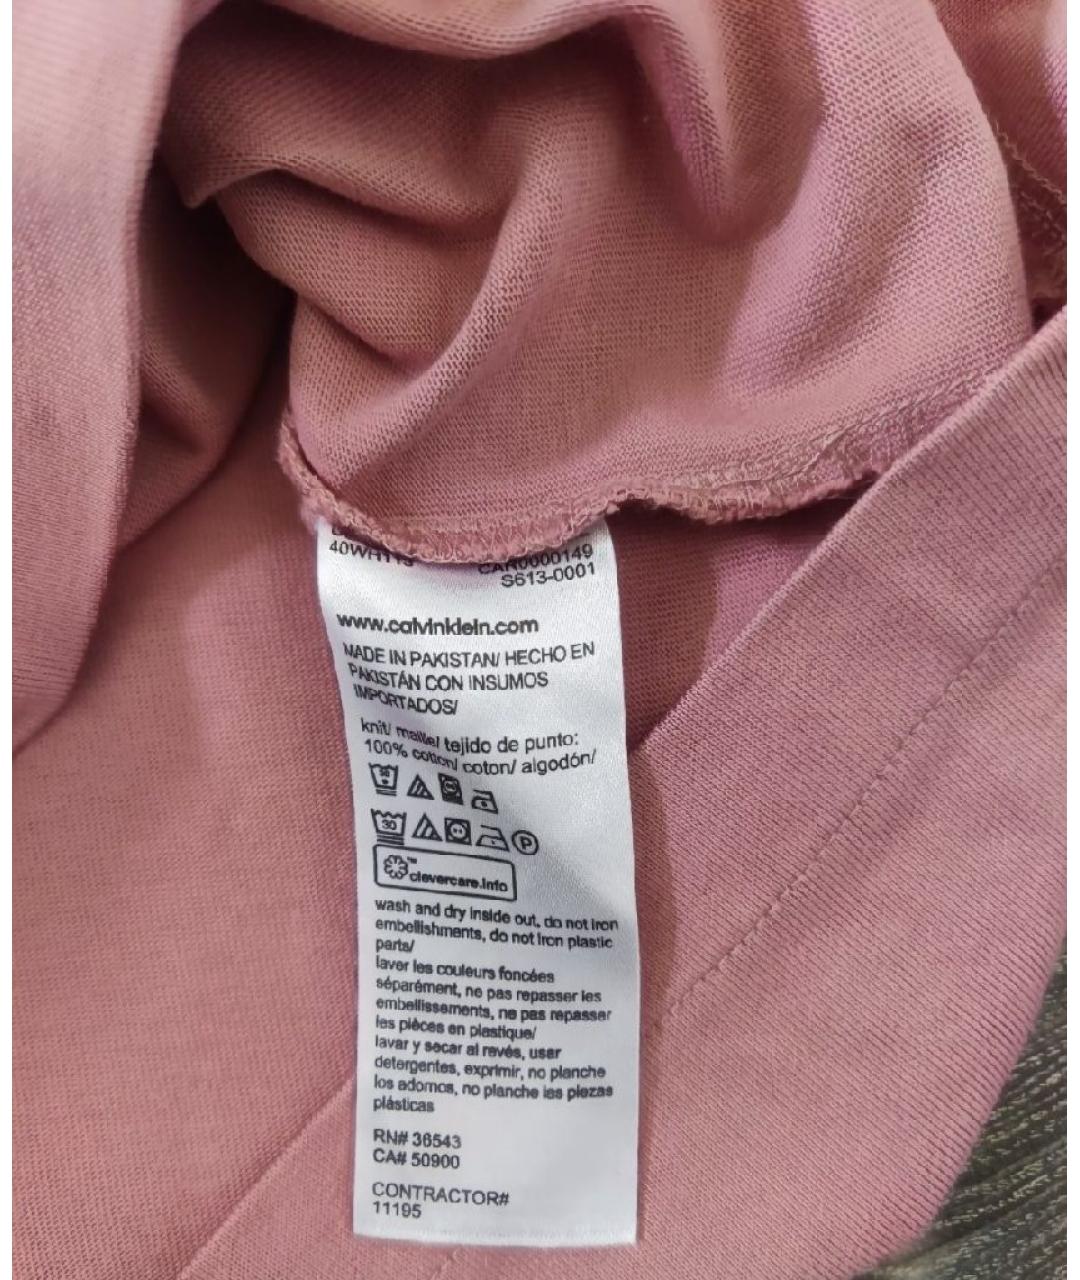 40WH113
CAR0000149
S613-0001
www.calvinklein.com
MADE IN PAKISTAN/ HECHO EN
PAKISTÁN CON INSUMOS
IMPORTADOS/
knit/ maille/ tejido de punto:
100% cotton/ coton/ algodón/
30
30 P
clevercare.info
wash and dry inside out, do not iron
embellishments, do not iron plastic
parts/
laver les couleurs foncées
séparément, ne pas repasser les
embellissements, ne pas repasser
les pièces en plastique/
lavar y secar al revés, usar
detergentes, exprimir, no planche
los adornos, no planche las piezas
plásticas
RN# 36543
CA# 50900
CONTRACTOR#
11195